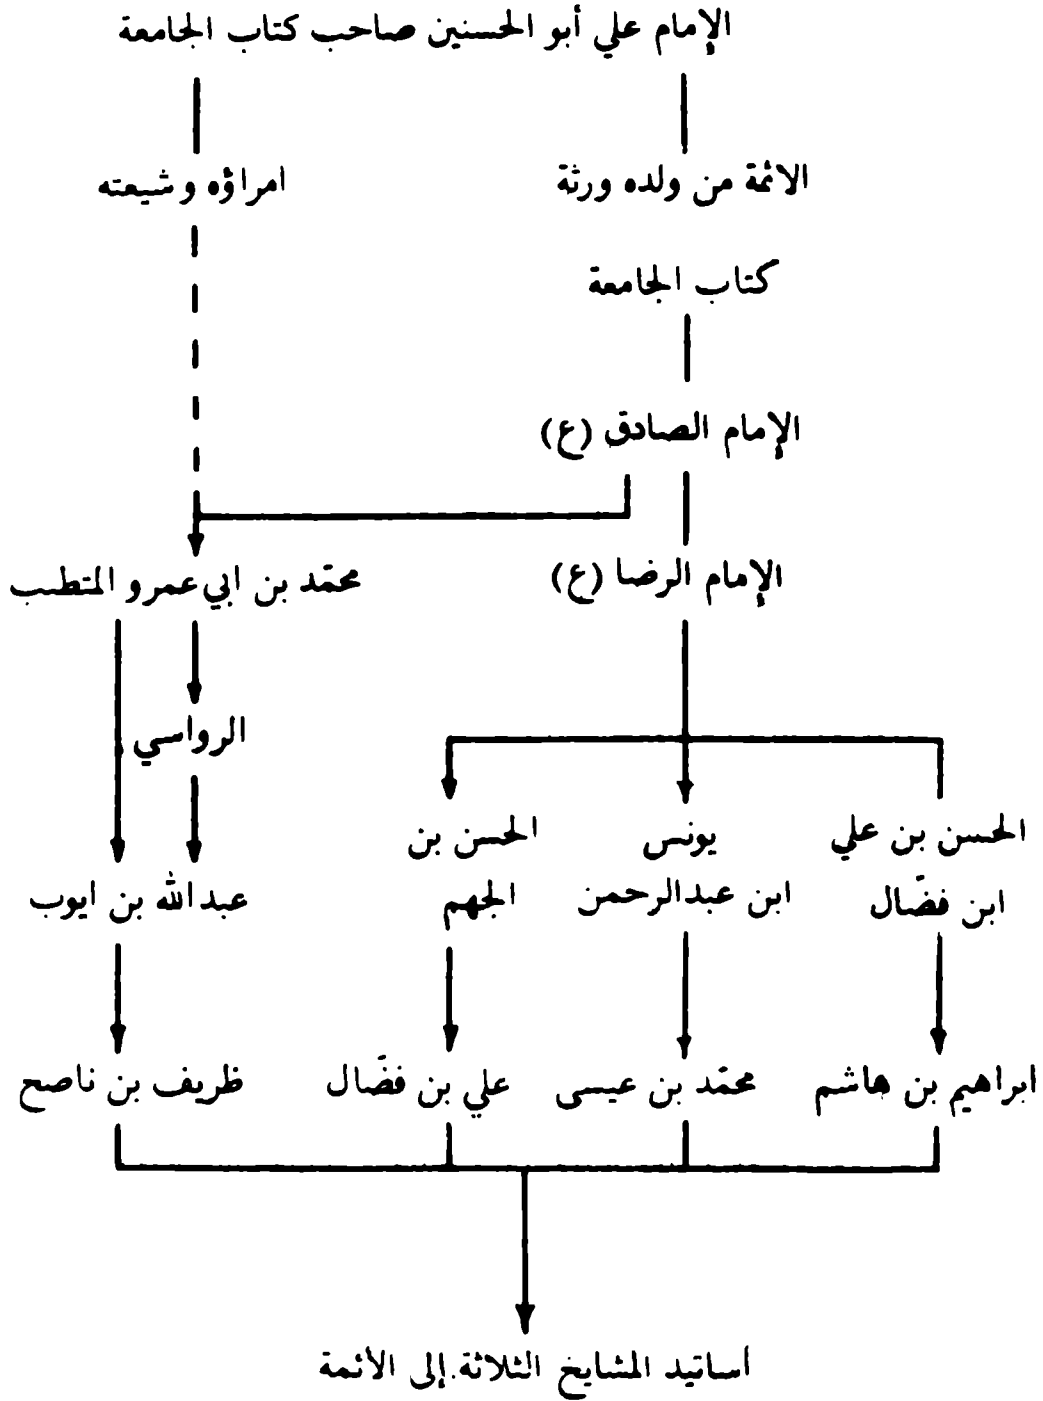 الإمام علي أبو الحسنين صاحب كتاب الجامعة
الائمة من ولده ورثة
امراؤه وشيعته
كتاب الجامعة
الإمام الصادق (ع)
الإمام الرضا (ع)
محمّد بن ابي عمرو المتطبب
الرواسي
الحسن بن علي
يونس
الحسن بن
ابن فضّال
ابن عبدالرحمن
الجهم
عبدالله بن ايوب
ابراهيم بن هاشم
محمّد بن عيسى
علي بن فضّال
ظريف بن ناصح
أساتيد المشايخ الثلاثة.إلى الأئمة